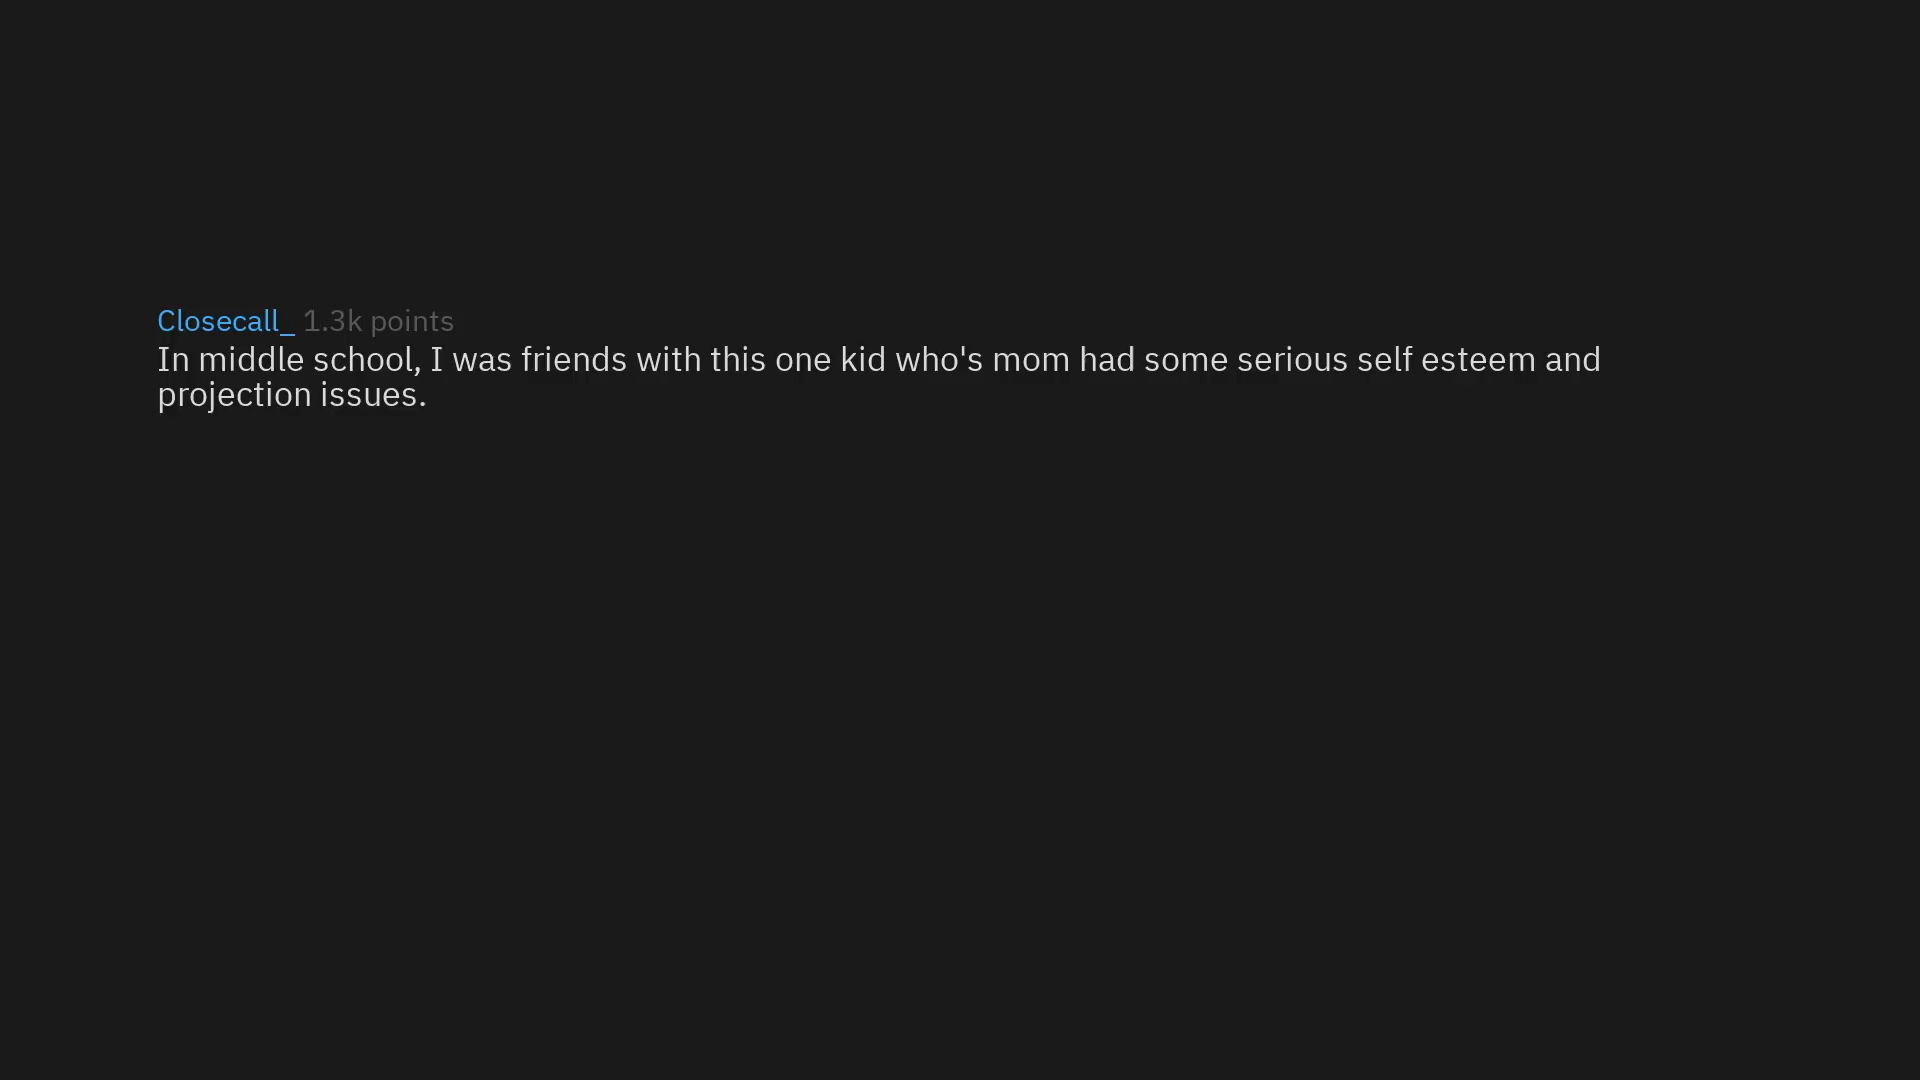 Closecall_ 1.3k points
In middle school, I was friends with this one kid who's mom had some serious self esteem and
projection issues.